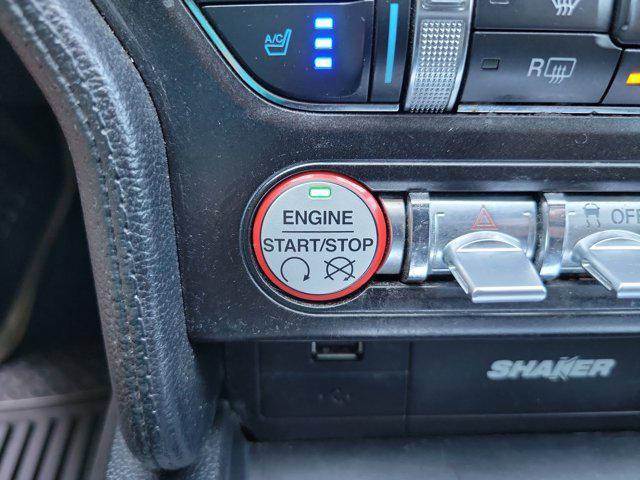 A/C
R
ENGINE
START/STOP
OFF
SHAKER